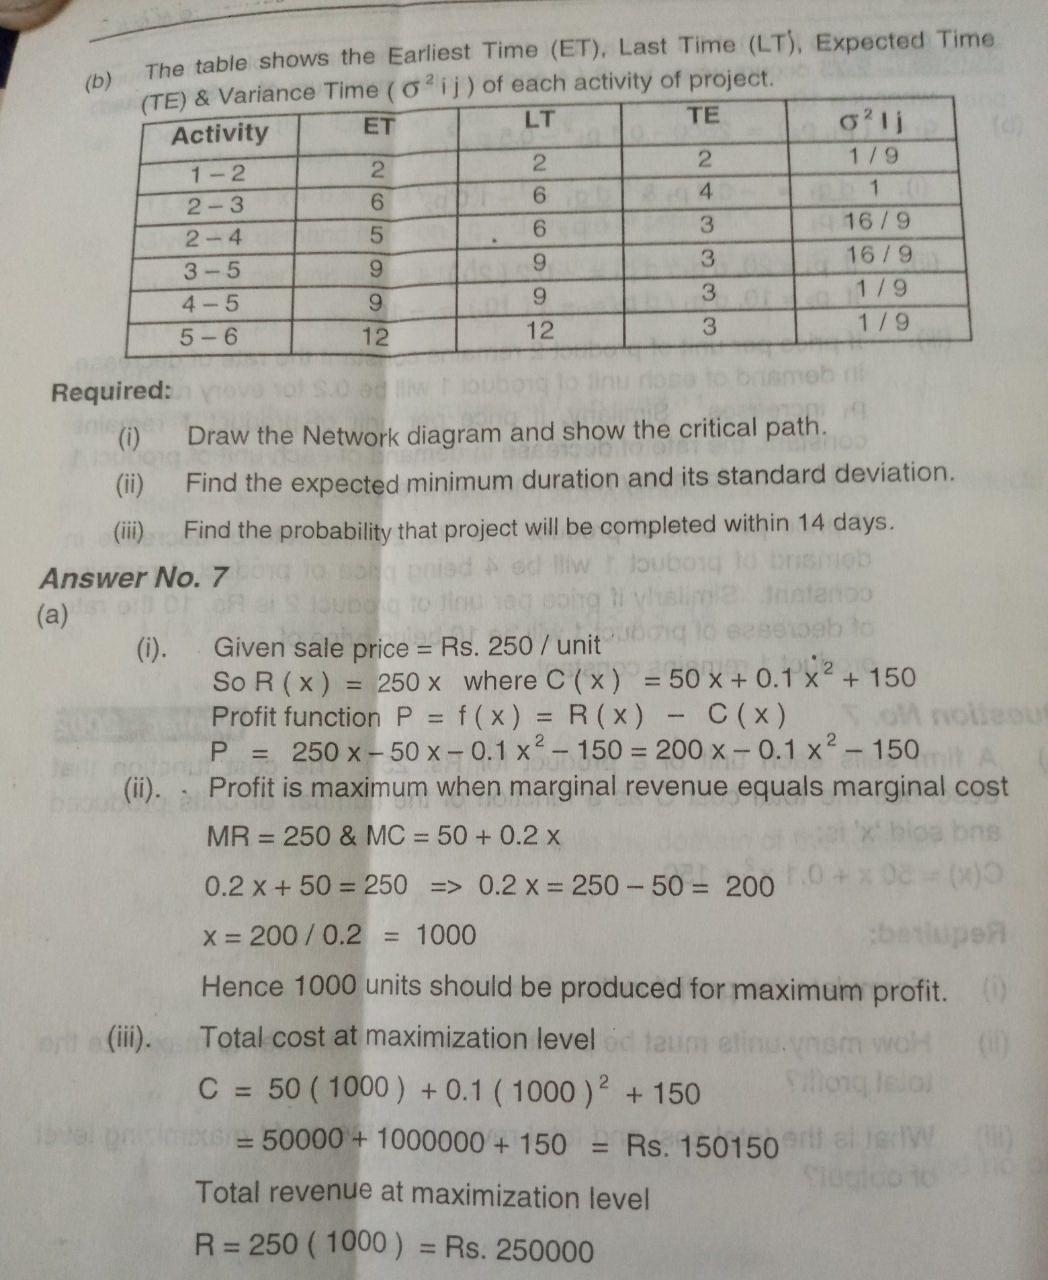 (b) The table shows the Earliest Time (ET), Last Time (LT), Expected Time
(TE) & Variance Time ( σ² i j ) of each activity of project.
Activity ET LT TE σ² I j
1 – 2 2 2 2 1 / 9
2 – 3 6 6 4 1
2 – 4 5 6 3 16 / 9
3 – 5 9 9 3 16 / 9
4 – 5 9 9 3 1 / 9
5 – 6 12 12 3 1 / 9
Required:
(i) Draw the Network diagram and show the critical path.
(ii) Find the expected minimum duration and its standard deviation.
(iii) Find the probability that project will be completed within 14 days.
Answer No. 7
(a)
(i). Given sale price = Rs. 250 / unit
So R ( x ) = 250 x where C ( x ) = 50 x + 0.1 x² + 150
Profit function P = f ( x ) = R ( x ) – C ( x )
P = 250 x – 50 x – 0.1 x² – 150 = 200 x – 0.1 x² – 150
(ii). Profit is maximum when marginal revenue equals marginal cost
MR = 250 & MC = 50 + 0.2 x
0.2 x + 50 = 250 => 0.2 x = 250 – 50 = 200
x = 200 / 0.2 = 1000
Hence 1000 units should be produced for maximum profit.
(iii). Total cost at maximization level
C = 50 ( 1000 ) + 0.1 ( 1000 )² + 150
= 50000 + 1000000 + 150 = Rs. 150150
Total revenue at maximization level
R = 250 ( 1000 ) = Rs. 250000